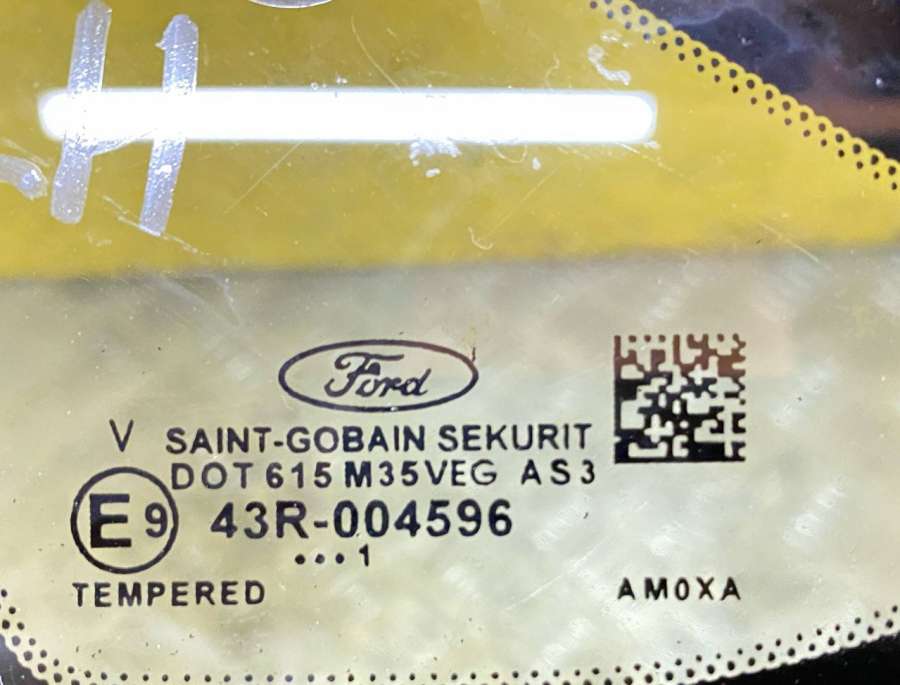 Ford
V SAINT-GOBAIN SEKURIT
DOT 615 M35VEG AS3
E9 43R-004596
•••1
TEMPERED AM0XA